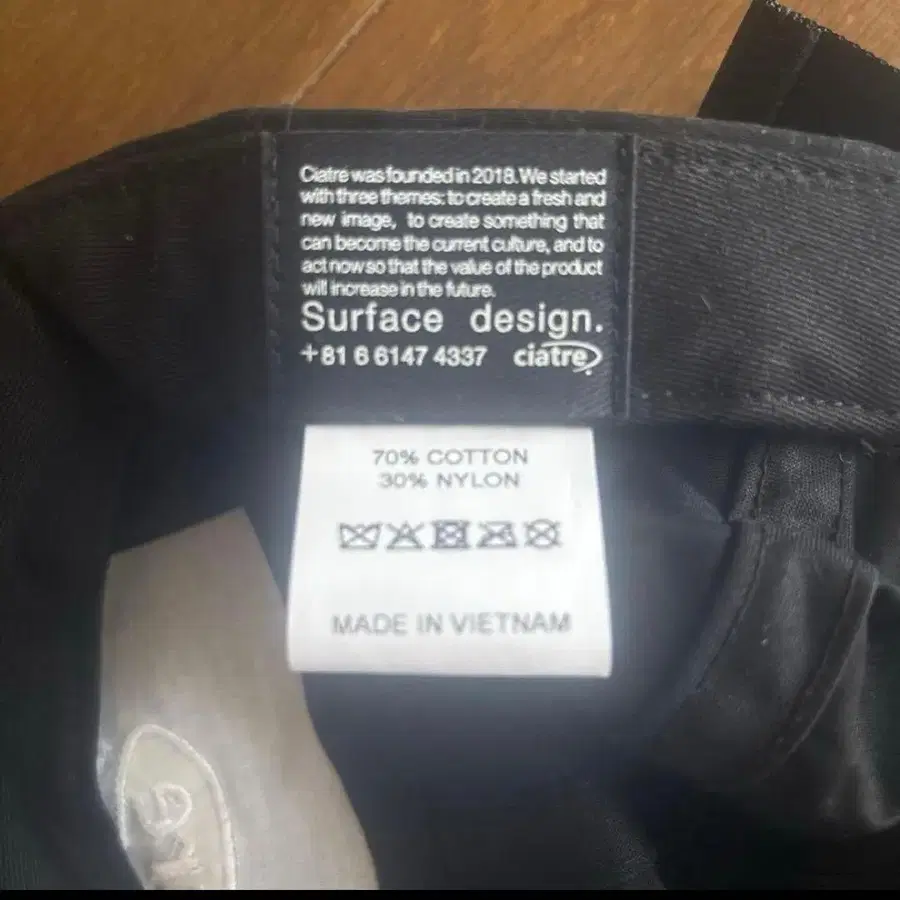 Ciatre was founded in 2018. We started
with three themes: to create a fresh and
new image, to create something that
can become the current culture, and to
act now so that the value of the product
will increase in the future.
Surface design.
+81 6 6147 4337 ciatre
70% COTTON
30% NYLON
MADE IN VIETNAM